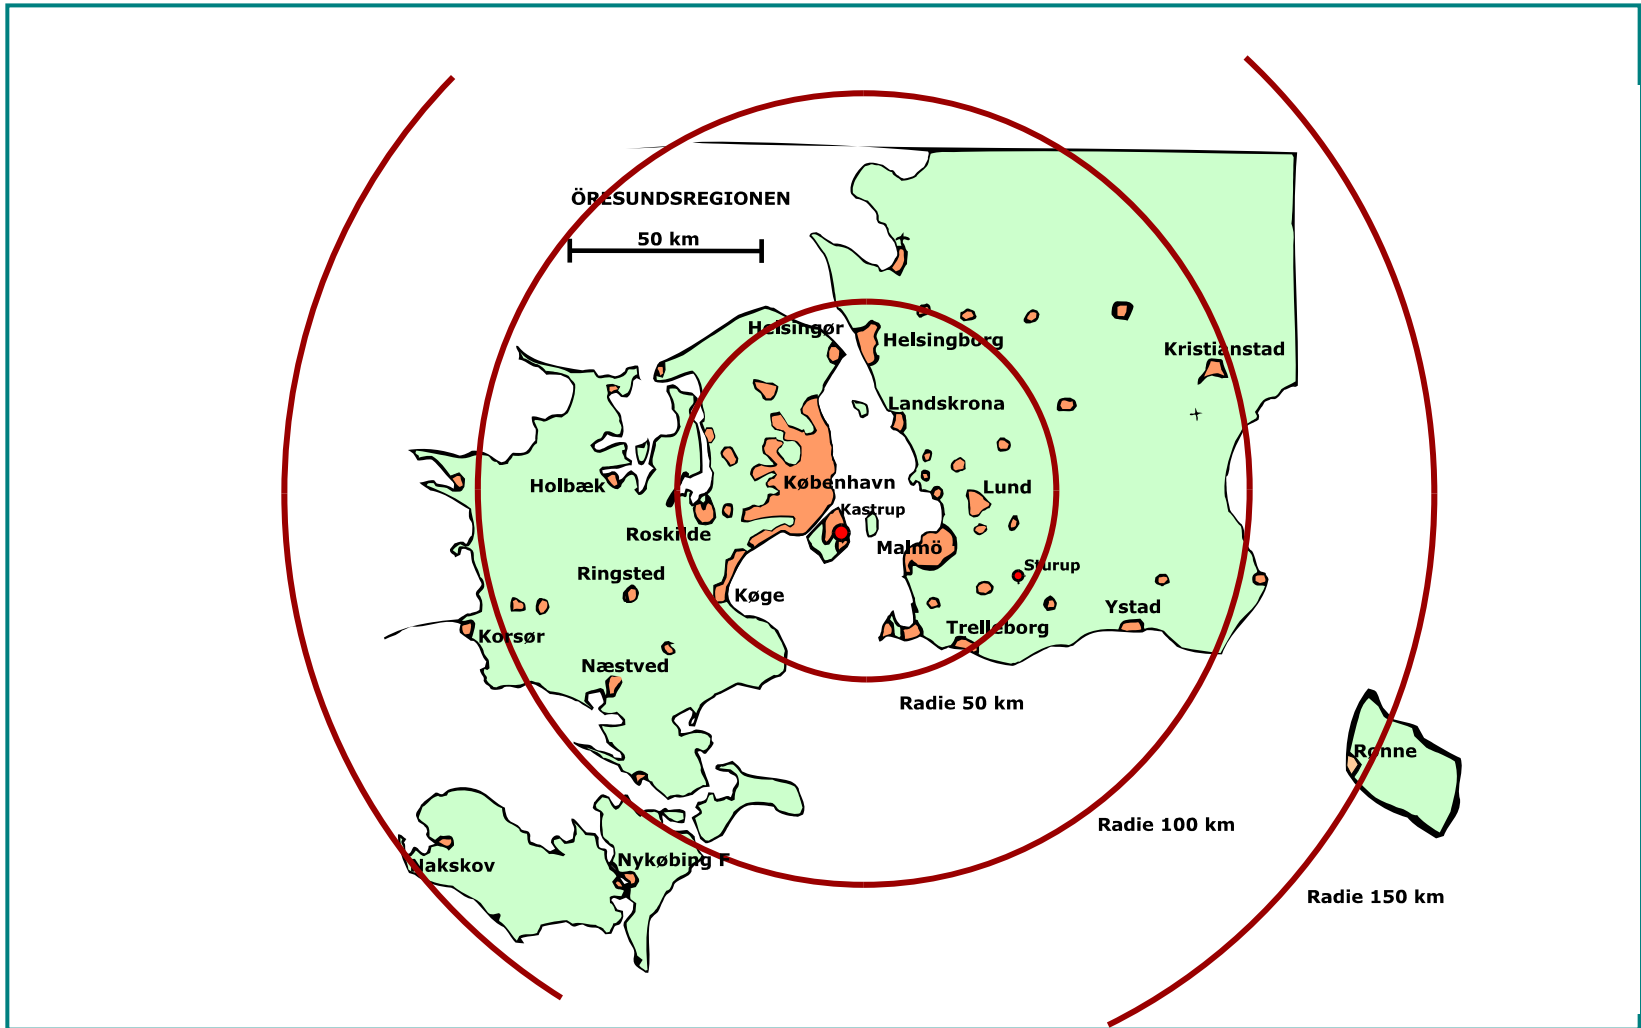 ÖRESUNDSREGIONEN
50 km
Helsingør
Helsingborg
Kristianstad
Landskrona
Holbæk
København
Lund
Kastrup
Roskilde
Malmö
Sturup
Ringsted
Køge
Ystad
Korsør
Trelleborg
Næstved
Radie 50 km
Rønne
Radie 100 km
Nykøbing F
Nakskov
Radie 150 km